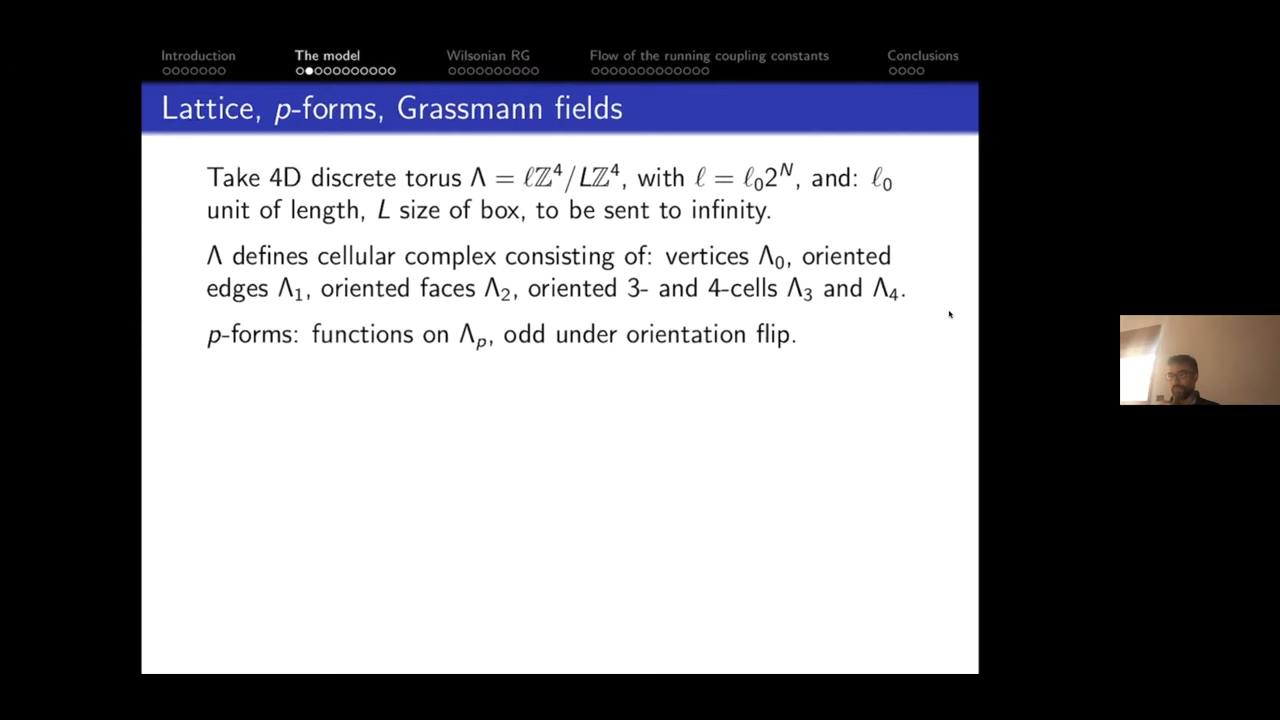 Introduction The model Wilsonian RG Flow of the running coupling constants Conclusions
Lattice, p-forms, Grassmann fields
Take 4D discrete torus Λ = ℓℤ⁴/Lℤ⁴, with ℓ = ℓ₀2ᴺ, and: ℓ₀
unit of length, L size of box, to be sent to infinity.
Λ defines cellular complex consisting of: vertices Λ₀, oriented
edges Λ₁, oriented faces Λ₂, oriented 3- and 4-cells Λ₃ and Λ₄.
p-forms: functions on Λₚ, odd under orientation flip.